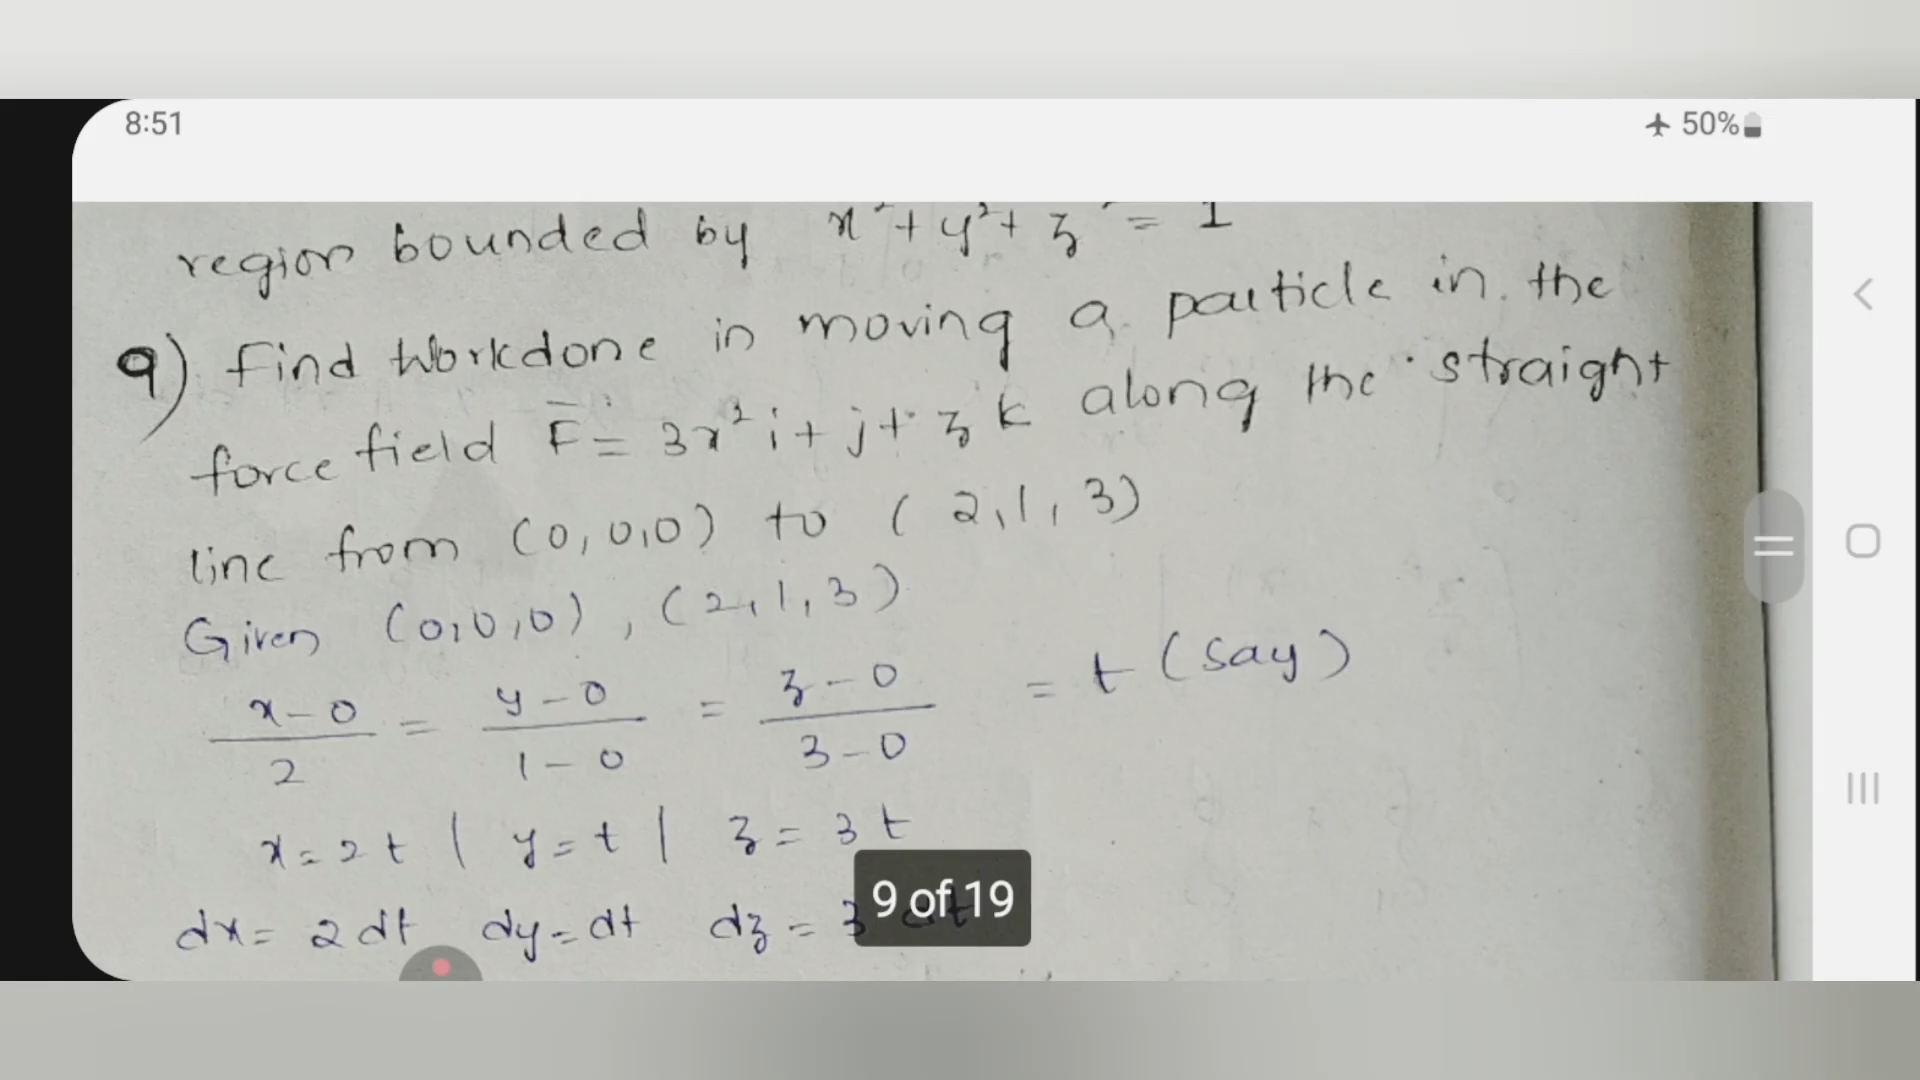 8:51
50%
region bounded by x²+y²+z²=1
9) Find Workdone in moving a particle in the
force field F̄ = 3x²i + j + zk along the straight
line from (0,0,0) to (2,1,3)
Given (0,0,0), (2,1,3)
x-0/2 = y-0/1-0 = z-0/3-0 = t (say)
x=2t | y=t | z=3t
dx=2dt dy=dt dz=3dt
9 of 19